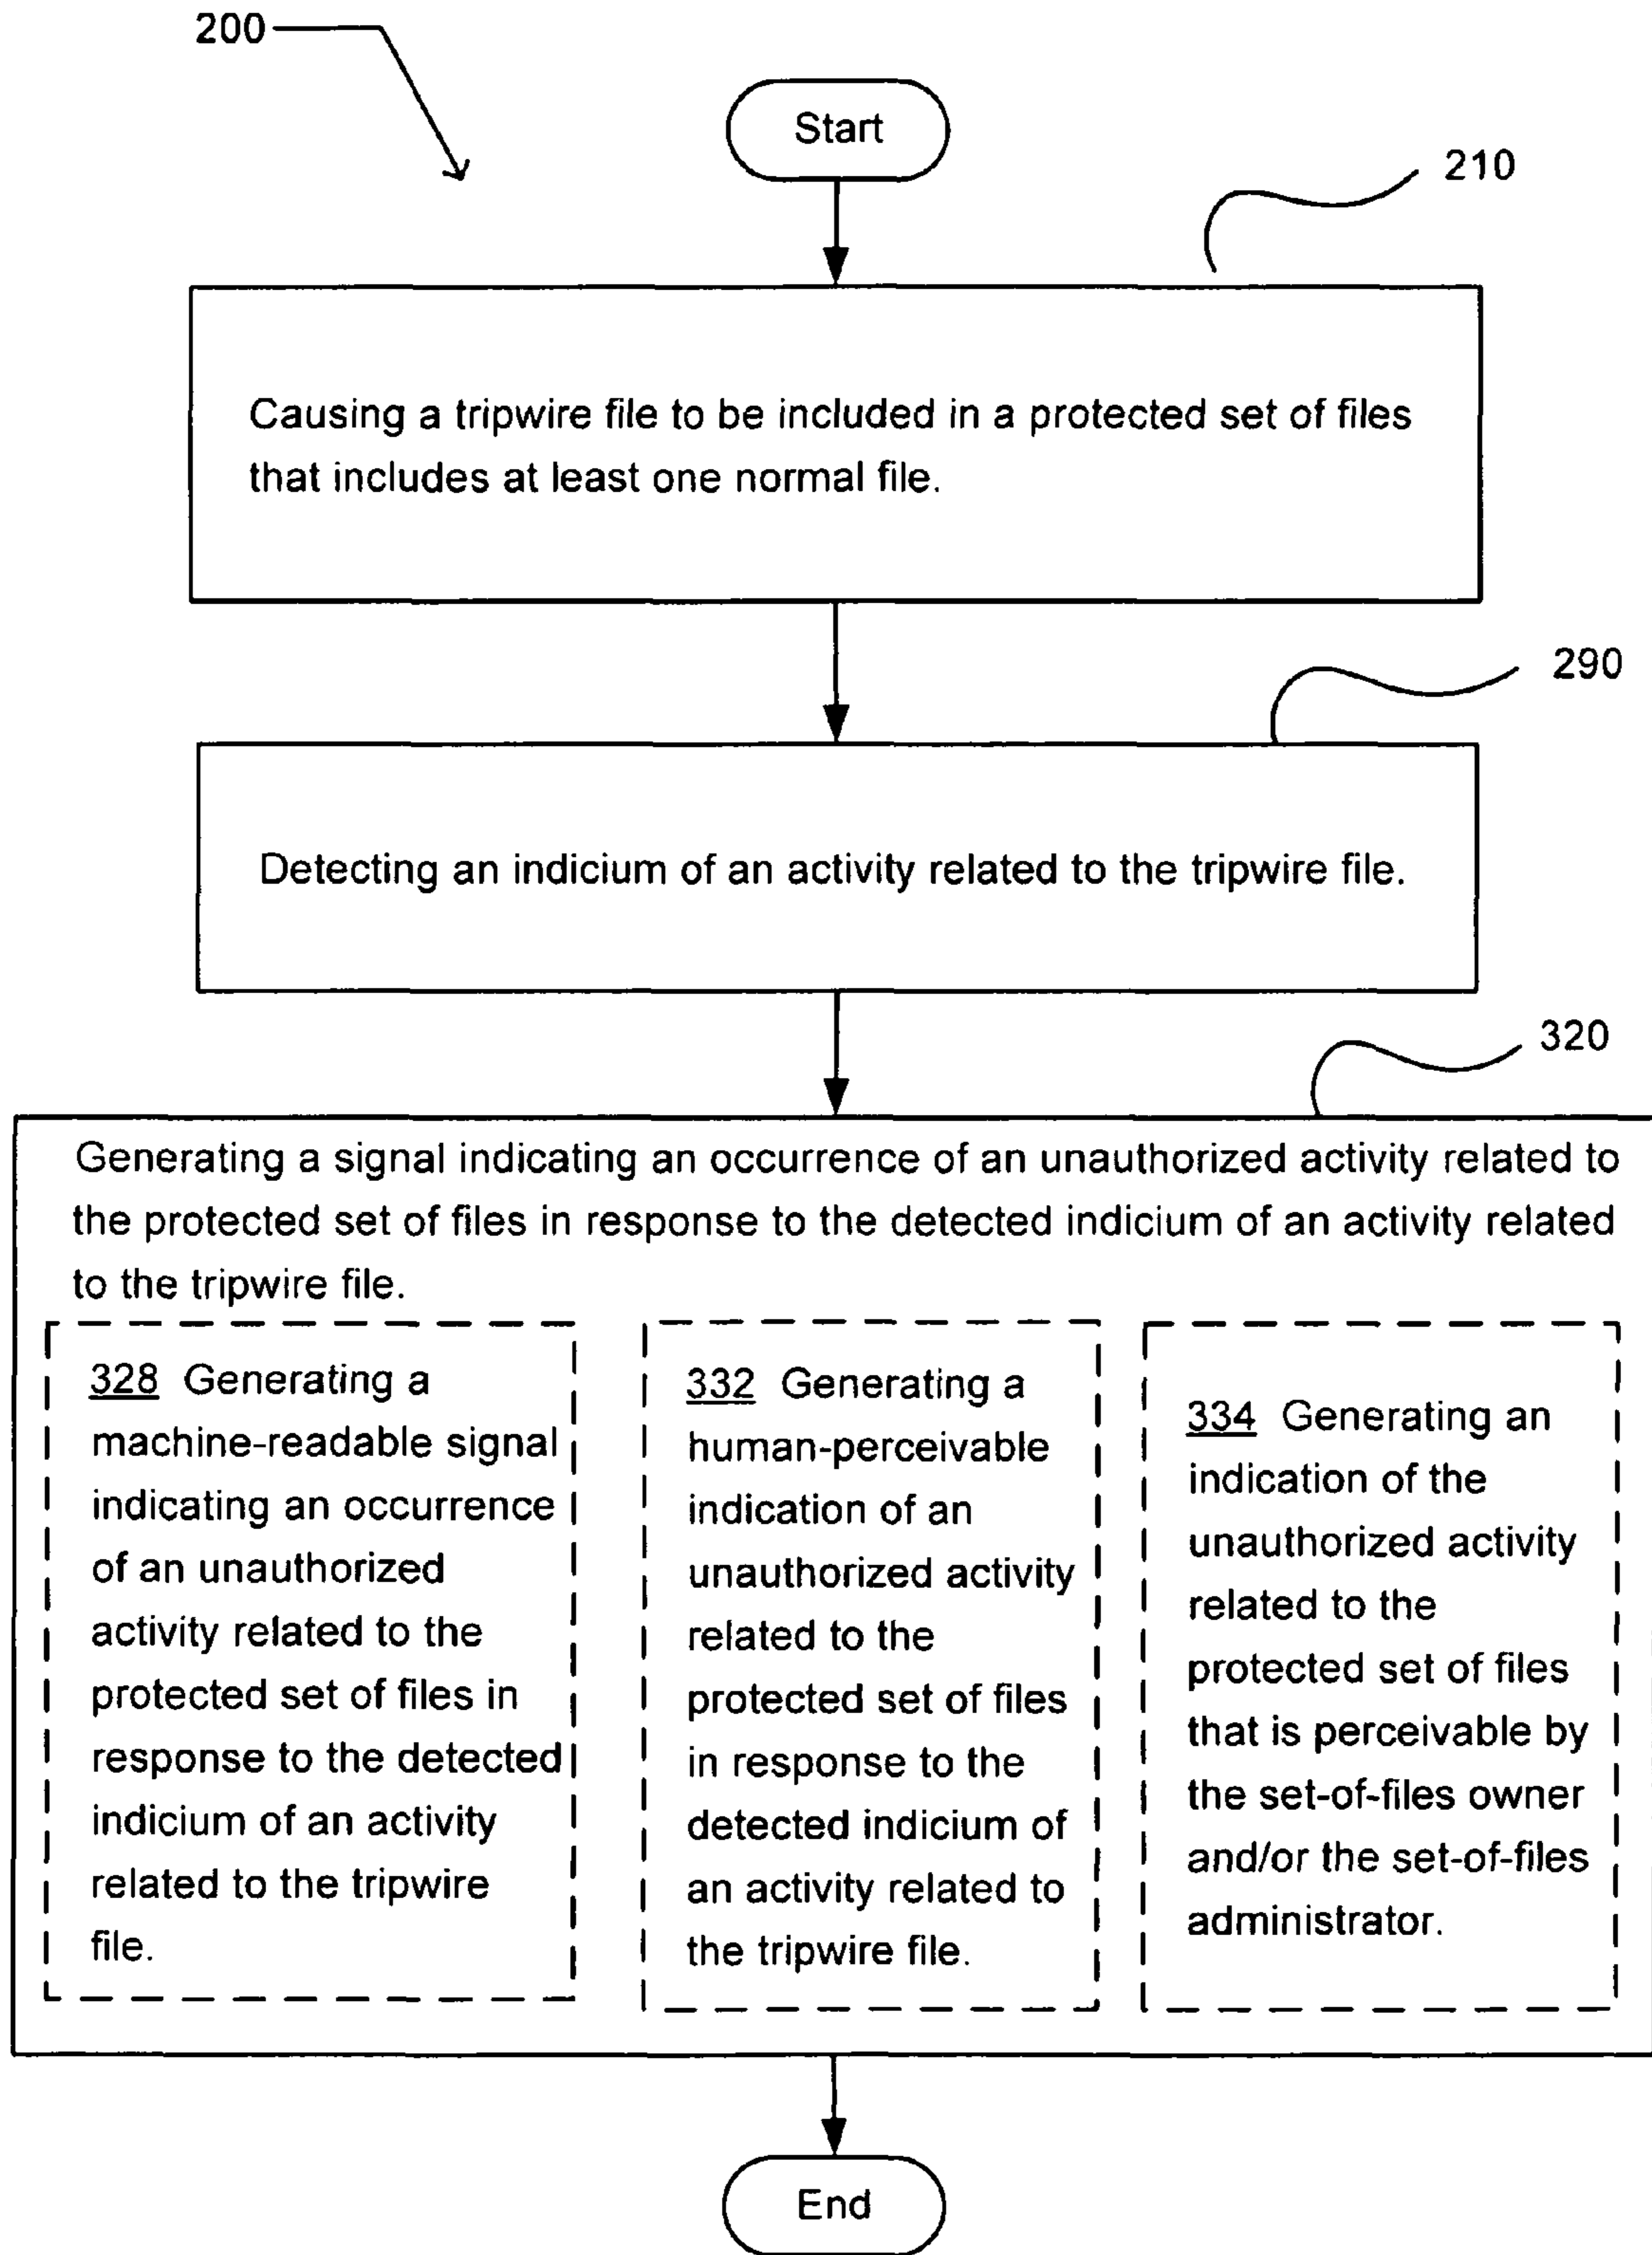 200
Start
210
Causing a tripwire file to be included in a protected set of files
that includes at least one normal file.
290
Detecting an indicium of an activity related to the tripwire file.
320
Generating a signal indicating an occurrence of an unauthorized activity related to
the protected set of files in response to the detected indicium of an activity related
to the tripwire file.
328 Generating a
machine-readable signal
indicating an occurrence
of an unauthorized
activity related to the
protected set of files in
response to the detected
indicium of an activity
related to the tripwire
file.
332 Generating a
human-perceivable
indication of an
unauthorized activity
related to the
protected set of files
in response to the
detected indicium of
an activity related to
the tripwire file.
334 Generating an
indication of the
unauthorized activity
related to the
protected set of files
that is perceivable by
the set-of-files owner
and/or the set-of-files
administrator.
End